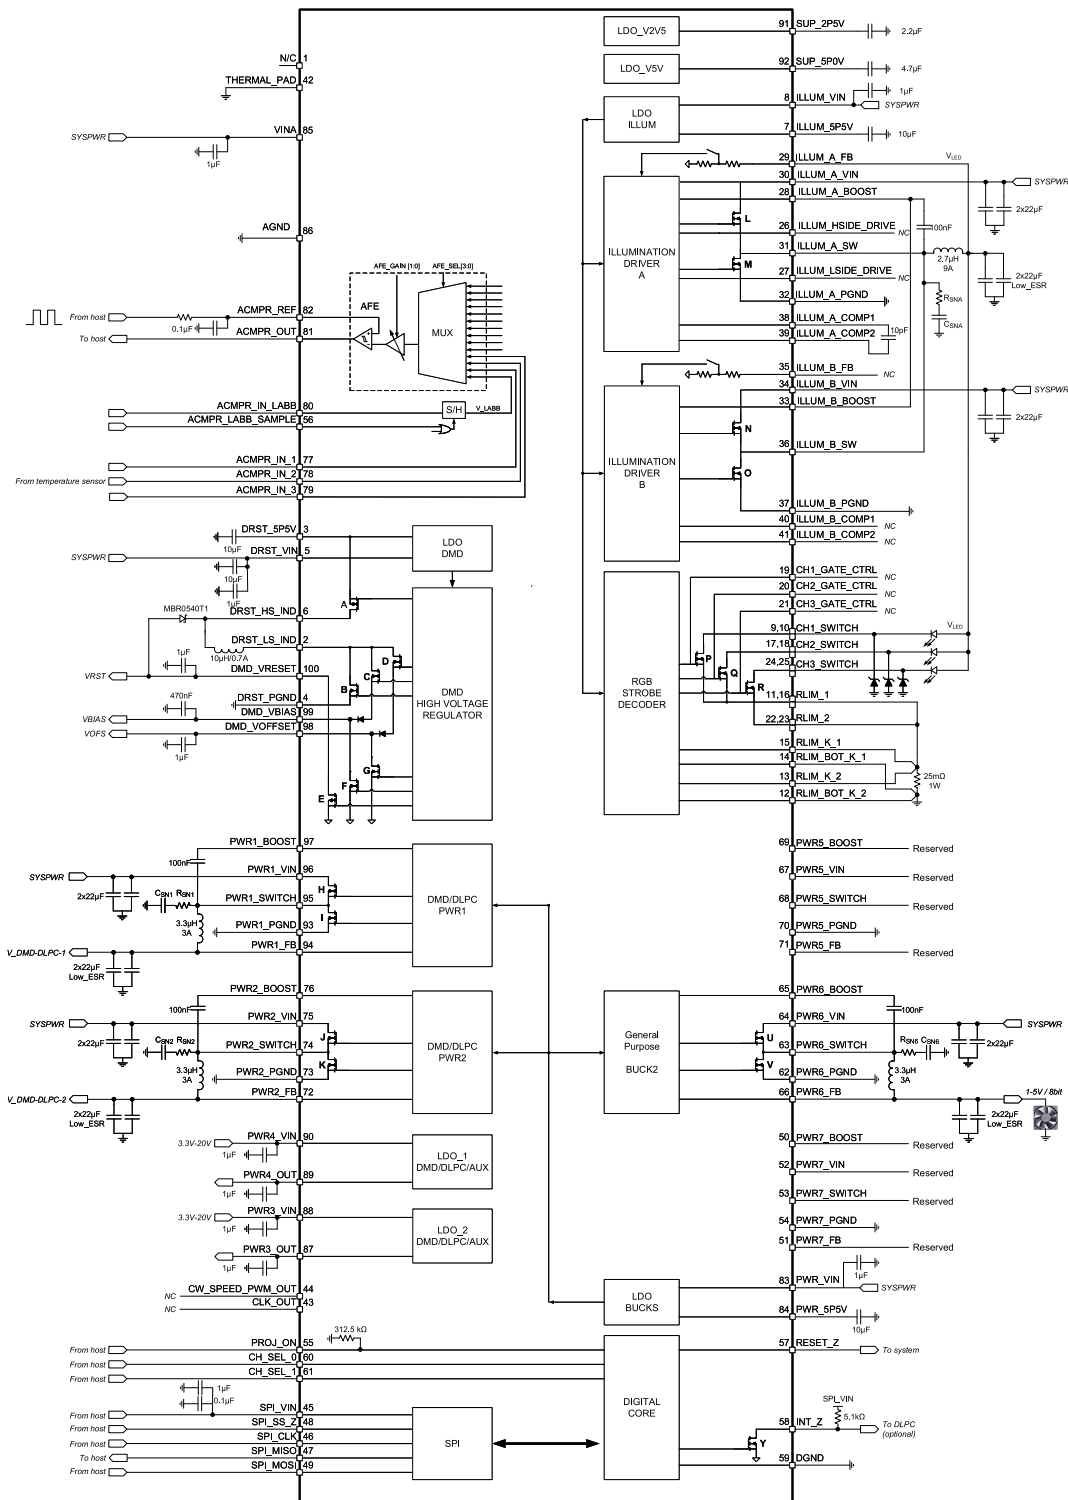 N/C 1
THERMAL_PAD 42
SYSPWR
VINA 85
1µF
AGND
86
AFE_GAIN [1:0] AFE_SEL[3:0]
AFE
MUX
From host
ACMPR_REF 82
0.1µF
To host
ACMPR_OUT 81
ACMPR_IN_LABB 80
S/H
V_LABB
ACMPR_LABB_SAMPLE 56
ACMPR_IN_1 77
From temperature sensor
ACMPR_IN_2 78
ACMPR_IN_3 79
DRST_5P5V 3
10µF
LDO
DMD
SYSPWR
DRST_VIN 5
10µF
1µF
A
MBR0540T1
DRST_HS_IND 6
DRST_LS_IND 2
10µH/0.7A
1µF
D
C
B
VRST
DMD_VRESET 100
470nF
DRST_PGND 4
VBIAS
DMD_VBIAS 99
VOFS
DMD_VOFFSET 98
1µF
DMD
HIGH VOLTAGE
REGULATOR
G
F
E
PWR1_BOOST 97
100nF
SYSPWR
PWR1_VIN 96
2x22µF
CSN1 RSN1
PWR1_SWITCH 95
H
I
DMD/DLPC
PWR1
3.3µH
3A
PWR1_PGND 93
V_DMD-DLPC-1
PWR1_FB 94
2x22µF
Low_ESR
PWR2_BOOST 76
100nF
SYSPWR
PWR2_VIN 75
2x22µF
CSN2 RSN2
PWR2_SWITCH 74
J
K
DMD/DLPC
PWR2
3.3µH
3A
PWR2_PGND 73
V_DMD-DLPC-2
PWR2_FB 72
2x22µF
Low_ESR
3.3V-20V
PWR4_VIN 90
1µF
LDO_1
DMD/DLPC/AUX
PWR4_OUT 89
1µF
3.3V-20V
PWR3_VIN 88
1µF
LDO_2
DMD/DLPC/AUX
PWR3_OUT 87
1µF
NC
CW_SPEED_PWM_OUT 44
NC
CLK_OUT 43
312.5 kΩ
From host
PROJ_ON 55
From host
CH_SEL_0 60
From host
CH_SEL_1 61
1µF
0.1µF
From host
SPI_VIN 45
From host
SPI_SS_Z 48
From host
SPI_CLK 46
To host
SPI_MISO 47
From host
SPI_MOSI 49
SPI
LDO_V2V5
91 SUP_2P5V
2.2µF
LDO_V5V
92 SUP_5P0V
4.7µF
LDO
ILLUM
1µF
8 ILLUM_VIN
SYSPWR
7 ILLUM_5P5V
10µF
29 ILLUM_A_FB
VLED
30 ILLUM_A_VIN
SYSPWR
28 ILLUM_A_BOOST
2x22µF
L
100nF
26 ILLUM_HSIDE_DRIVE NC
ILLUMINATION
DRIVER
A
31 ILLUM_A_SW
2.7µH
9A
M
27 ILLUM_LSIDE_DRIVE NC
2x22µF
Low_ESR
32 ILLUM_A_PGND
RSNA
CSNA
38 ILLUM_A_COMP1
10pF
39 ILLUM_A_COMP2
35 ILLUM_B_FB
NC
34 ILLUM_B_VIN
SYSPWR
33 ILLUM_B_BOOST
2x22µF
N
36 ILLUM_B_SW
ILLUMINATION
DRIVER
B
O
37 ILLUM_B_PGND
40 ILLUM_B_COMP1
NC
41 ILLUM_B_COMP2
NC
19 CH1_GATE_CTRL
NC
20 CH2_GATE_CTRL
NC
21 CH3_GATE_CTRL
NC
9,10 CH1_SWITCH
VLED
17,18 CH2_SWITCH
P
24,25 CH3_SWITCH
Q
R
RGB
STROBE
DECODER
11,16 RLIM_1
22,23 RLIM_2
15 RLIM_K_1
14 RLIM_BOT_K_1
13 RLIM_K_2
25mΩ
1W
12 RLIM_BOT_K_2
69 PWR5_BOOST
Reserved
67 PWR5_VIN
Reserved
68 PWR5_SWITCH
Reserved
70 PWR5_PGND
71 PWR5_FB
Reserved
65 PWR6_BOOST
100nF
64 PWR6_VIN
SYSPWR
General
Purpose
BUCK2
U
V
63 PWR6_SWITCH
RSN6 CSN6
2x22µF
3.3µH
3A
62 PWR6_PGND
66 PWR6_FB
1-5V / 8bit
2x22µF
Low_ESR
50 PWR7_BOOST
Reserved
52 PWR7_VIN
Reserved
53 PWR7_SWITCH
Reserved
54 PWR7_PGND
51 PWR7_FB
Reserved
LDO
BUCKS
1µF
83 PWR_VIN
SYSPWR
84 PWR_5P5V
10µF
57 RESET_Z
To system
DIGITAL
CORE
SPI_VIN
5.1kΩ
58 INT_Z
To DLPC
(optional)
Y
59 DGND